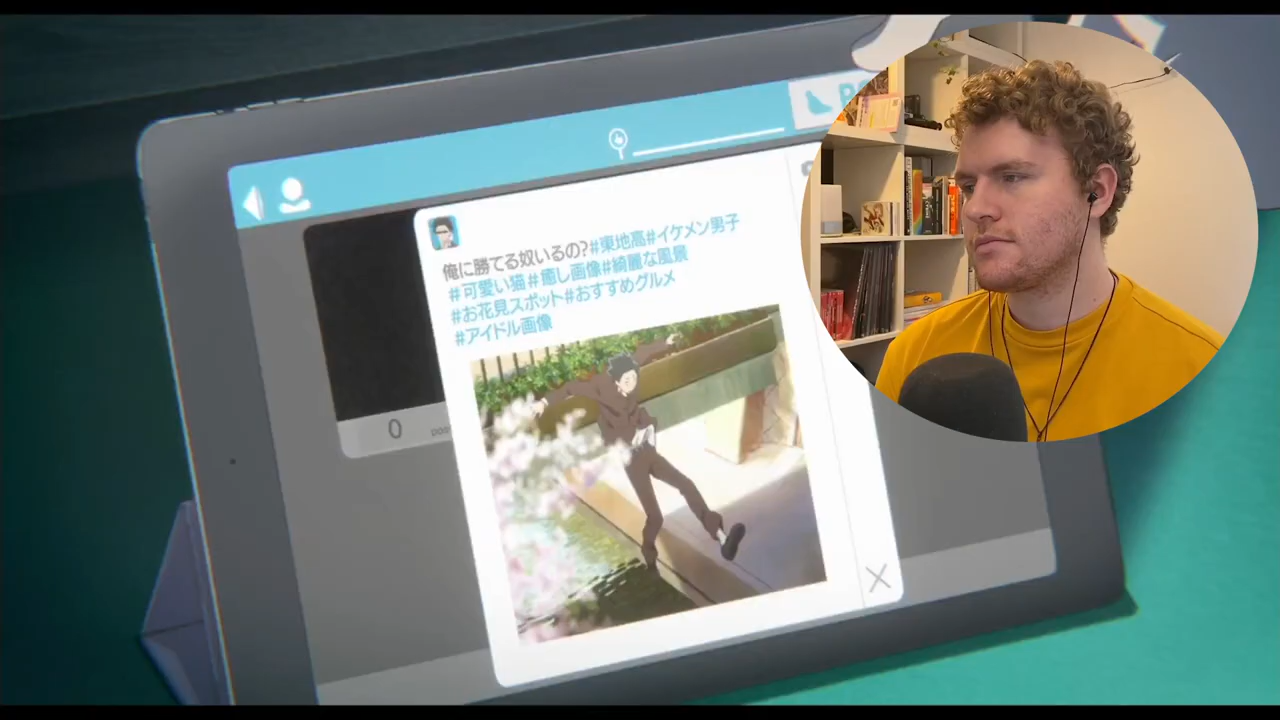 俺に勝てる奴いるの?#東地高#イケメン男子
#可愛い猫#癒し画像#綺麗な風景
#お花見スポット#おすすめグルメ
#アイドル画像
0